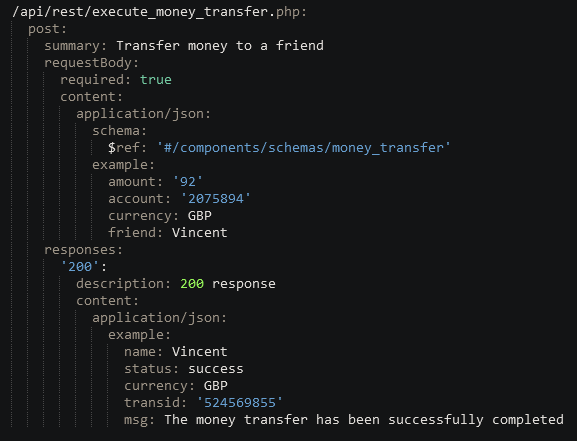 /api/rest/execute_money_transfer.php:
  post:
    summary: Transfer money to a friend
    requestBody:
      required: true
      content:
        application/json:
          schema:
            $ref: '#/components/schemas/money_transfer'
          example:
            amount: '92'
            account: '2075894'
            currency: GBP
            friend: Vincent
    responses:
      '200':
        description: 200 response
        content:
          application/json:
            example:
              name: Vincent
              status: success
              currency: GBP
              transid: '524569855'
              msg: The money transfer has been successfully completed